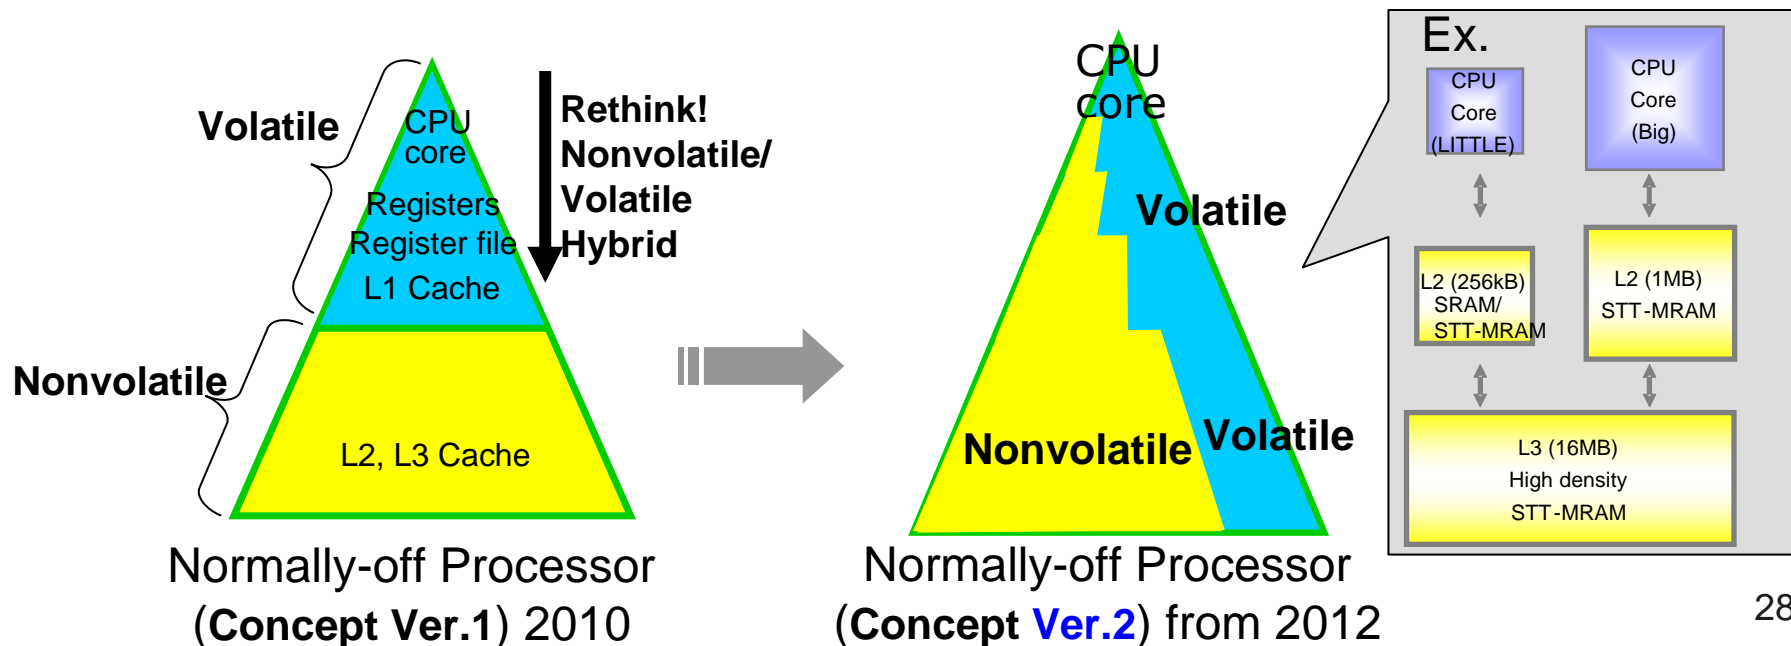 Volatile
CPU
core
Registers
Register file
L1 Cache
Rethink!
Nonvolatile/
Volatile
Hybrid
Nonvolatile
L2, L3 Cache
Normally-off Processor
(Concept Ver.1) 2010
CPU
core
Volatile
Nonvolatile
Volatile
Normally-off Processor
(Concept Ver.2) from 2012
Ex.
CPU
Core
(LITTLE)
CPU
Core
(Big)
L2 (256kB)
SRAM/
STT-MRAM
L2 (1MB)
STT-MRAM
L3 (16MB)
High density
STT-MRAM
28